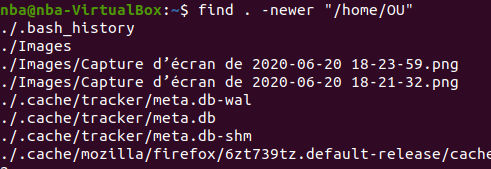 nba@nba-VirtualBox:~$ find . -newer "/home/OU"
./.bash_history
./Images
./Images/Capture d’écran de 2020-06-20 18-23-59.png
./Images/Capture d’écran de 2020-06-20 18-21-32.png
./.cache/tracker/meta.db-wal
./.cache/tracker/meta.db
./.cache/tracker/meta.db-shm
./.cache/mozilla/firefox/6zt739tz.default-release/cache